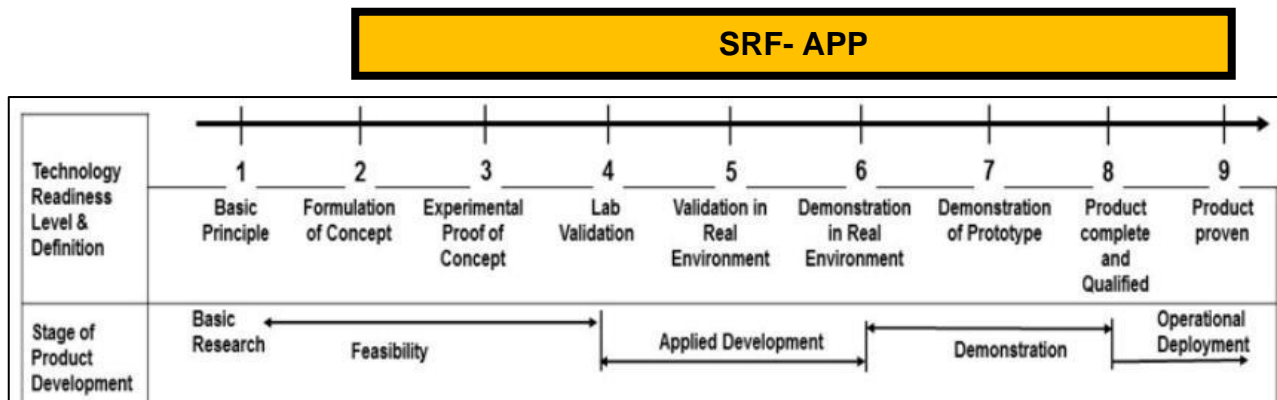 SRF- APP
Technology
Readiness
Level &
Definition
1 2 3 4 5 6 7 8 9
Basic
Principle
Formulation
of Concept
Experimental
Proof of
Concept
Lab
Validation
Validation in
Real
Environment
Demonstration
in Real
Environment
Demonstration
of Prototype
Product
complete
and
Qualified
Product
proven
Stage of
Product
Development
Basic
Research
Feasibility
Applied Development
Demonstration
Operational
Deployment